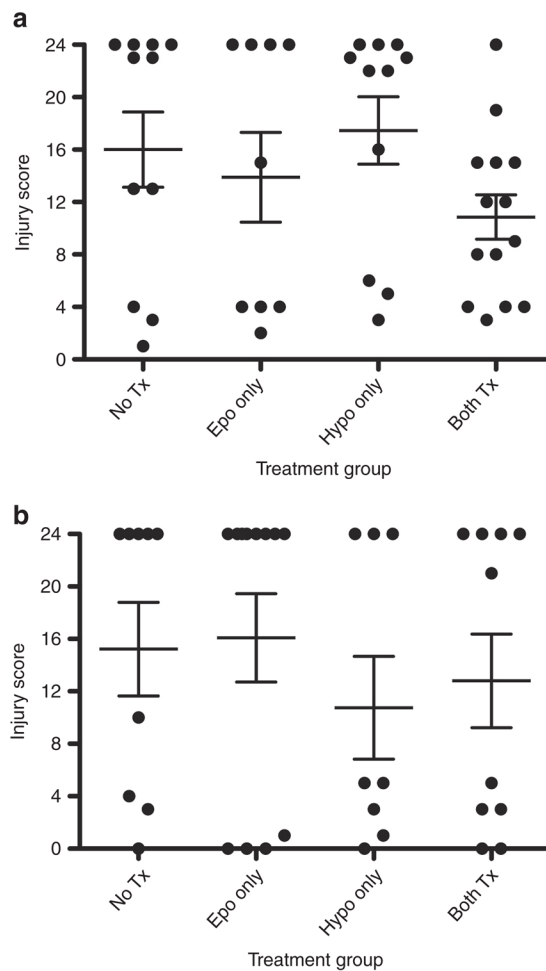 a
24
20
16
12
8
4
0
Injury score
No Tx
Epo only
Hypo only
Both Tx
Treatment group
b
24
20
16
12
8
4
0
Injury score
No Tx
Epo only
Hypo only
Both Tx
Treatment group